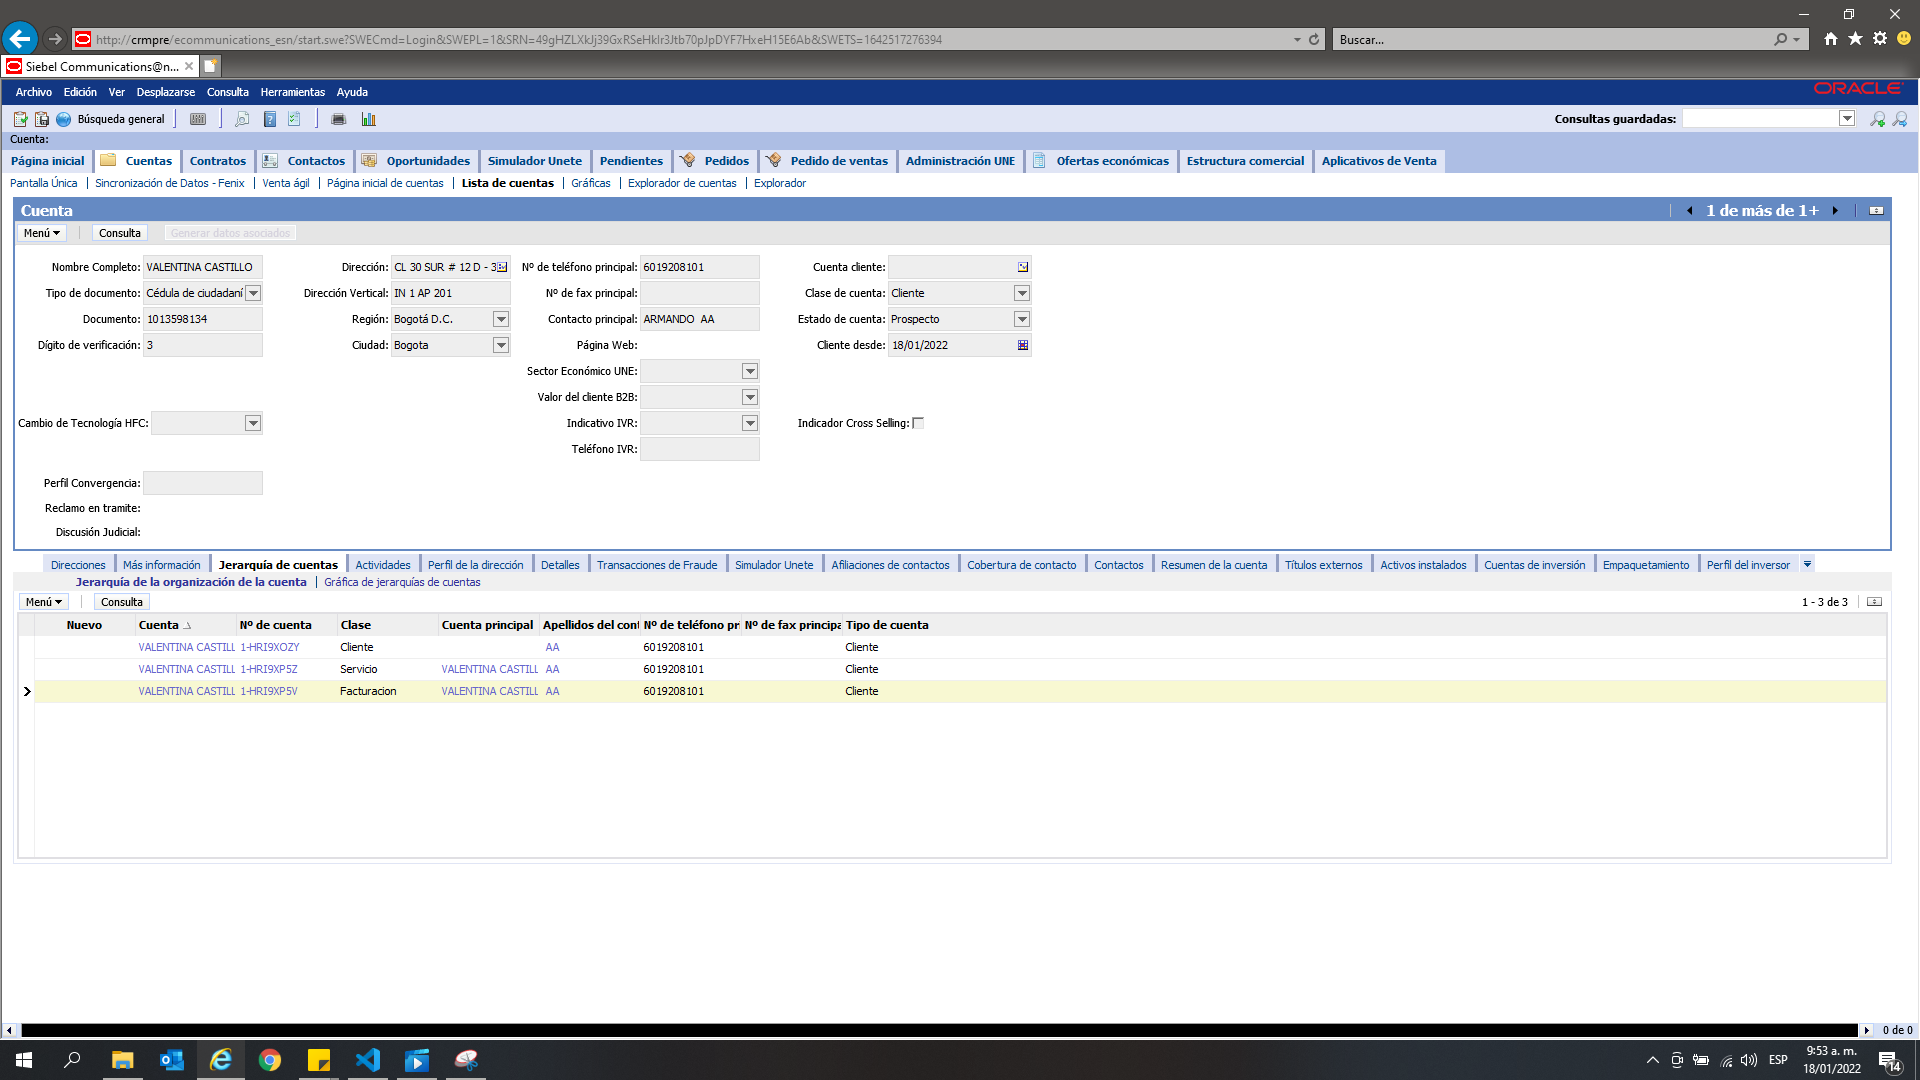 http://crmpre/ecommunications_esn/start.swe?SWECmd=Login&SWEPL=1&SRN=49gHZLXkJj39GxRSeHkIr3Jtb70pJpDYF7HxeH15E6Ab&SWETS=1642517276394
Buscar...
Siebel Communications@n...
Archivo Edición Ver Desplazarse Consulta Herramientas Ayuda
ORACLE
Búsqueda general
Consultas guardadas:
Cuenta:
Página inicial Cuentas Contratos Contactos Oportunidades Simulador Unete Pendientes Pedidos Pedido de ventas Administración UNE Ofertas económicas Estructura comercial Aplicativos de Venta
Pantalla Única Sincronización de Datos - Fenix Venta ágil Página inicial de cuentas Lista de cuentas Gráficas Explorador de cuentas Explorador
Cuenta
1 de más de 1+
Menú Consulta Generar datos asociados
Nombre Completo: VALENTINA CASTILLO Dirección: CL 30 SUR # 12 D - 3 Nº de teléfono principal: 6019208101 Cuenta cliente:
Tipo de documento: Cédula de ciudadaní Dirección Vertical: IN 1 AP 201 Nº de fax principal: Clase de cuenta: Cliente
Documento: 1013598134 Región: Bogotá D.C. Contacto principal: ARMANDO AA Estado de cuenta: Prospecto
Dígito de verificación: 3 Ciudad: Bogota Página Web: Cliente desde: 18/01/2022
Sector Económico UNE:
Valor del cliente B2B:
Cambio de Tecnología HFC: Indicativo IVR: Indicador Cross Selling:
Teléfono IVR:
Perfil Convergencia:
Reclamo en tramite:
Discusión Judicial:
Direcciones Más información Jerarquía de cuentas Actividades Perfil de la dirección Detalles Transacciones de Fraude Simulador Unete Afiliaciones de contactos Cobertura de contacto Contactos Resumen de la cuenta Títulos externos Activos instalados Cuentas de inversión Empaquetamiento Perfil del inversor
Jerarquía de la organización de la cuenta Gráfica de jerarquías de cuentas
Menú Consulta
1 - 3 de 3
Nuevo Cuenta Nº de cuenta Clase Cuenta principal Apellidos del cont Nº de teléfono pr Nº de fax principa Tipo de cuenta
VALENTINA CASTILL 1-HRI9XOZY Cliente AA 6019208101 Cliente
VALENTINA CASTILL 1-HRI9XP5Z Servicio VALENTINA CASTILL AA 6019208101 Cliente
VALENTINA CASTILL 1-HRI9XP5V Facturacion VALENTINA CASTILL AA 6019208101 Cliente
0 de 0
ESP
9:53 a. m.
18/01/2022
14